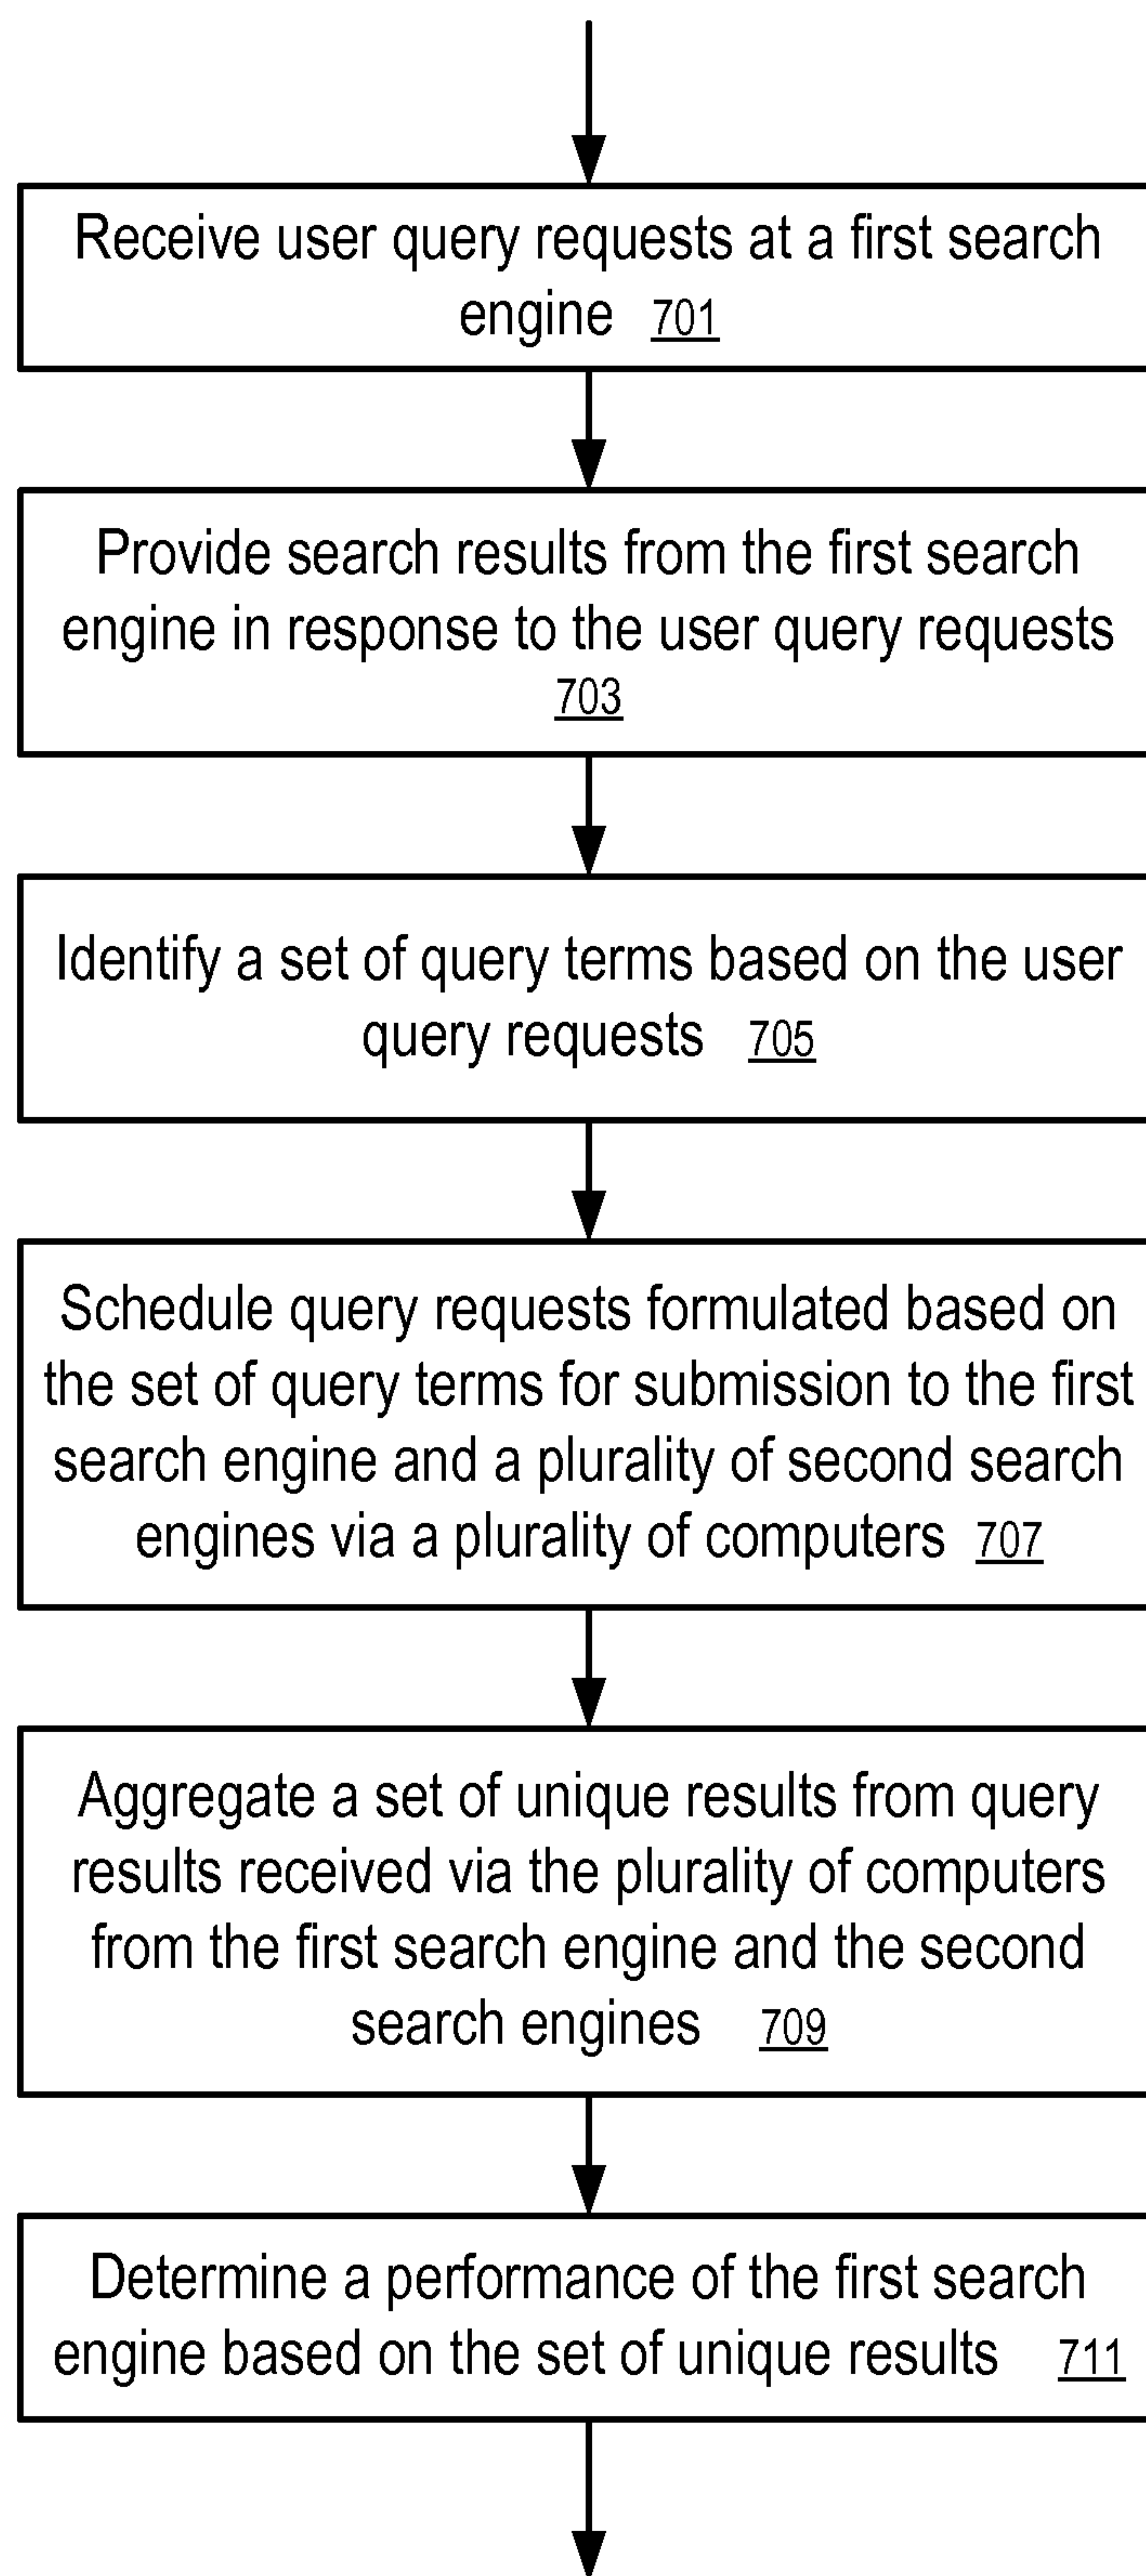 Receive user query requests at a first search
engine 701
Provide search results from the first search
engine in response to the user query requests
703
Identify a set of query terms based on the user
query requests 705
Schedule query requests formulated based on
the set of query terms for submission to the first
search engine and a plurality of second search
engines via a plurality of computers 707
Aggregate a set of unique results from query
results received via the plurality of computers
from the first search engine and the second
search engines 709
Determine a performance of the first search
engine based on the set of unique results 711